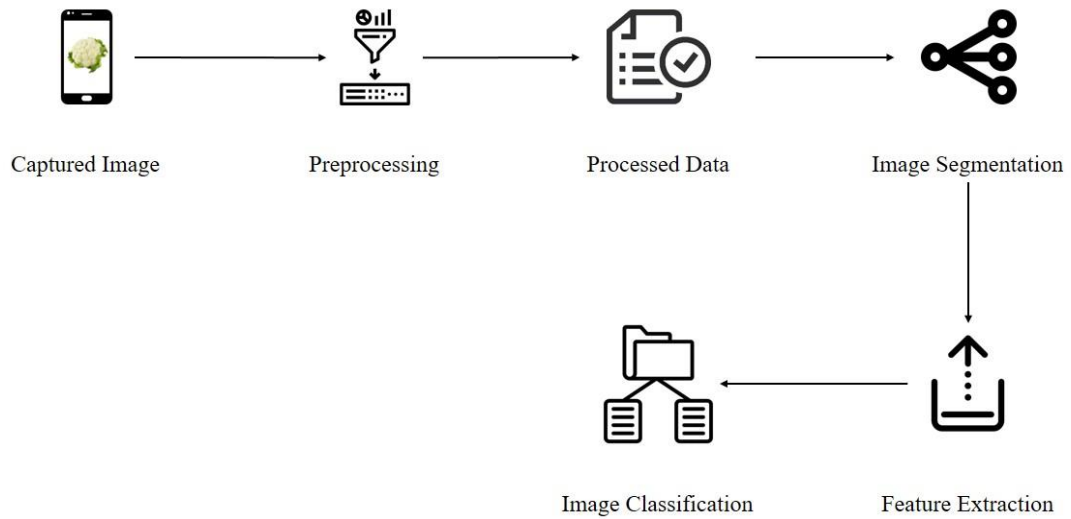 Captured Image
Preprocessing
Processed Data
Image Segmentation
Image Classification
Feature Extraction